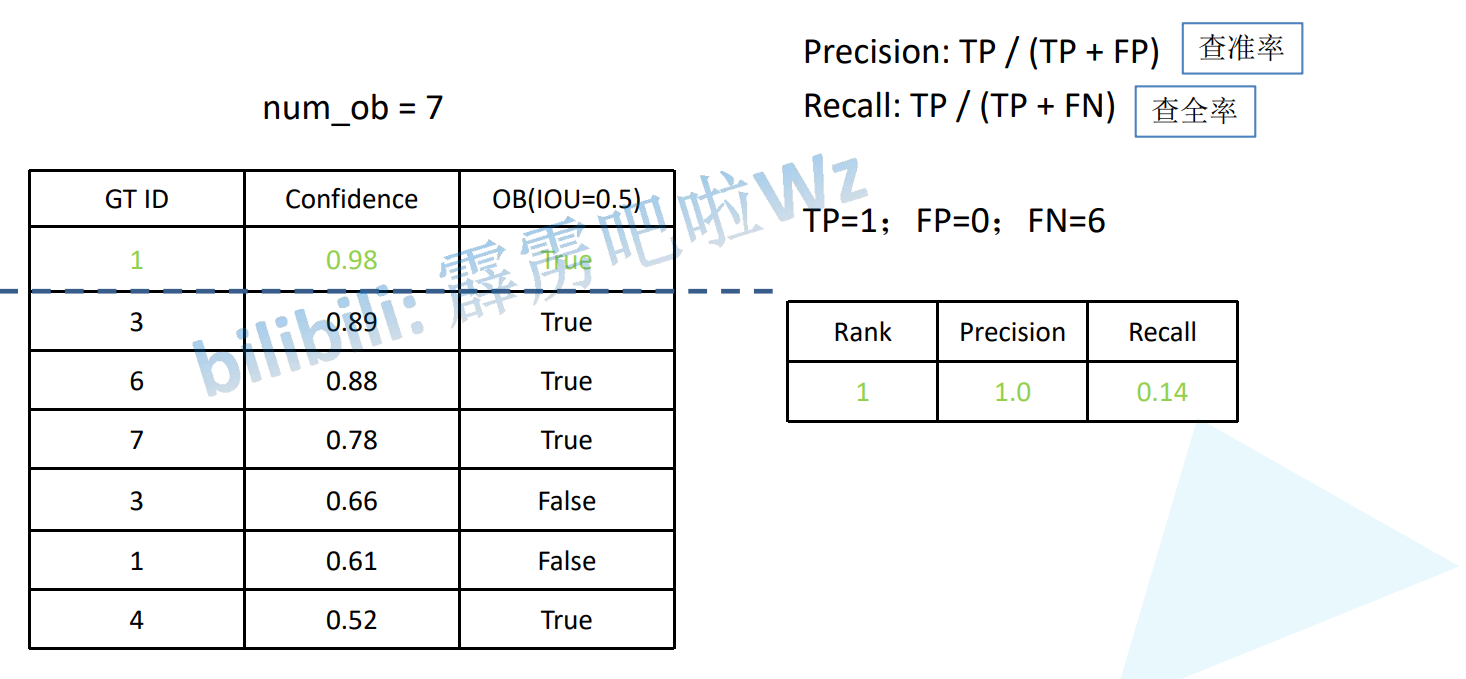 Precision: TP / (TP + FP) 查准率
Recall: TP / (TP + FN) 查全率
num_ob = 7
GT ID Confidence OB(IOU=0.5)
1 0.98 True
3 0.89 True
6 0.88 True
7 0.78 True
3 0.66 False
1 0.61 False
4 0.52 True
TP=1；FP=0；FN=6
Rank Precision Recall
1 1.0 0.14
bilibili: 霹雳吧啦Wz